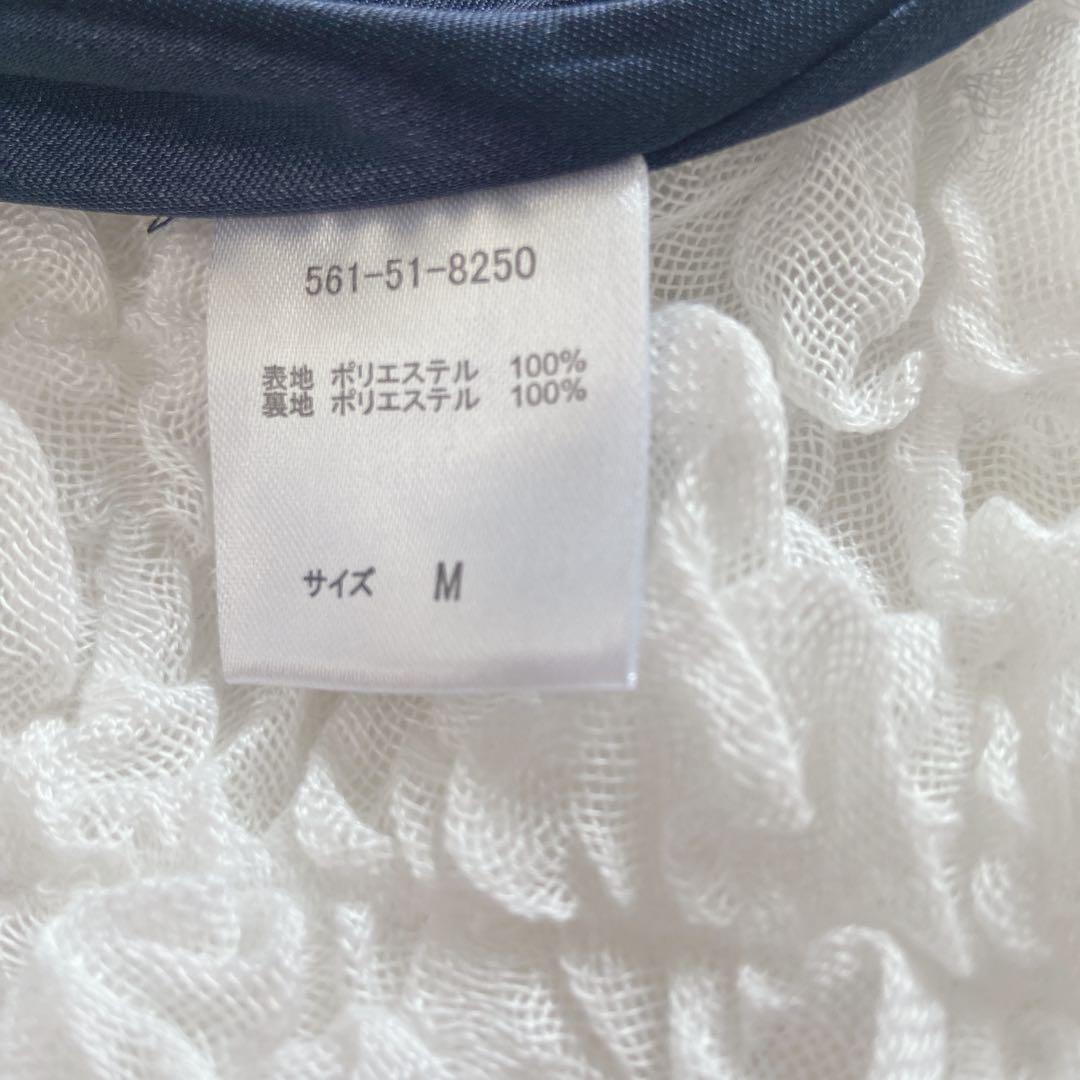 561-51-8250
表地 ポリエステル 100%
裏地 ポリエステル 100%
サイズ M